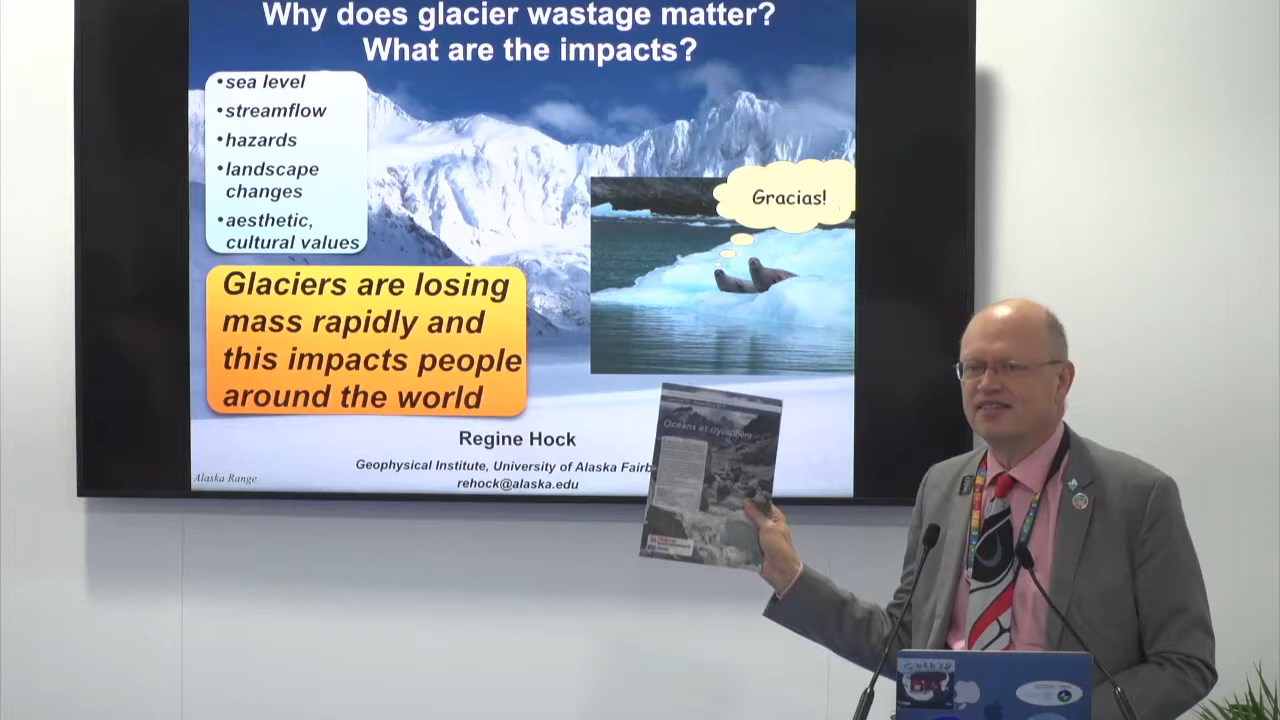 Why does glacier wastage matter?
What are the impacts?
•sea level
•streamflow
•hazards
•landscape
changes
•aesthetic,
cultural values
Gracias!
Glaciers are losing
mass rapidly and
this impacts people
around the world
Regine Hock
Geophysical Institute, University of Alaska Fairb
rehock@alaska.edu
Alaska Range
Océans et cryosphère